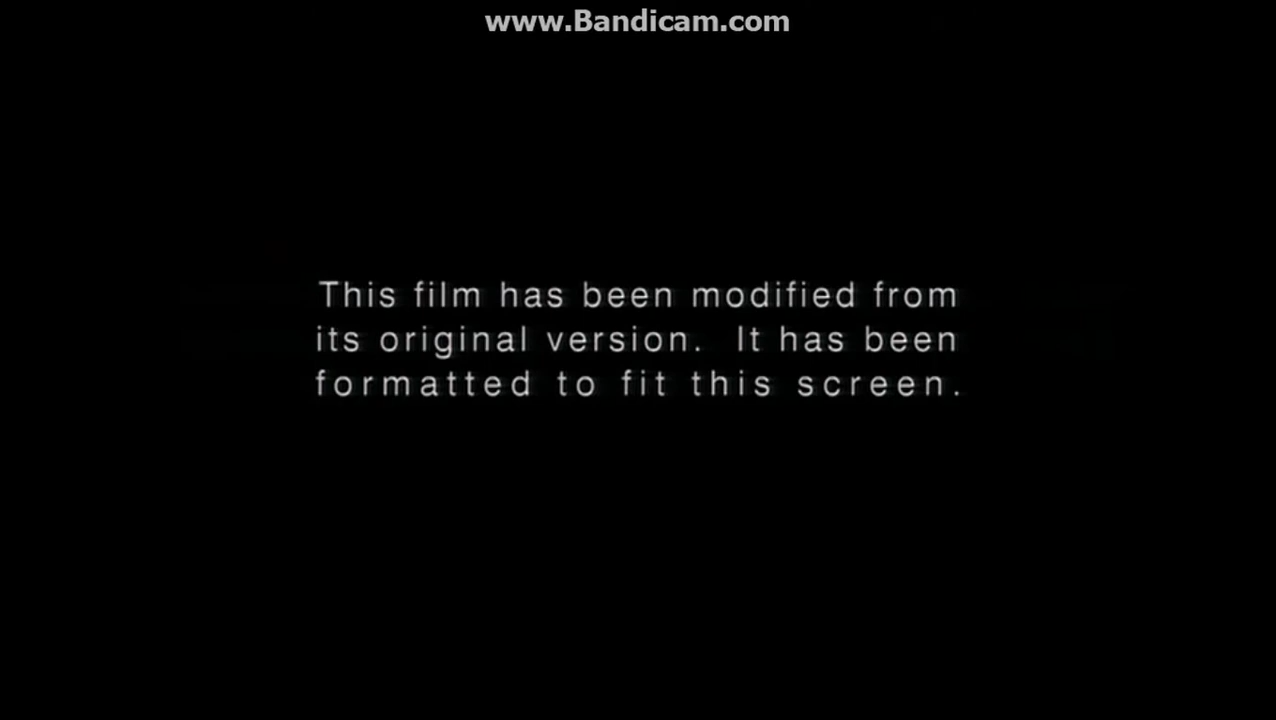 www.Bandicam.com
This film has been modified from
its original version. It has been
formatted to fit this screen.